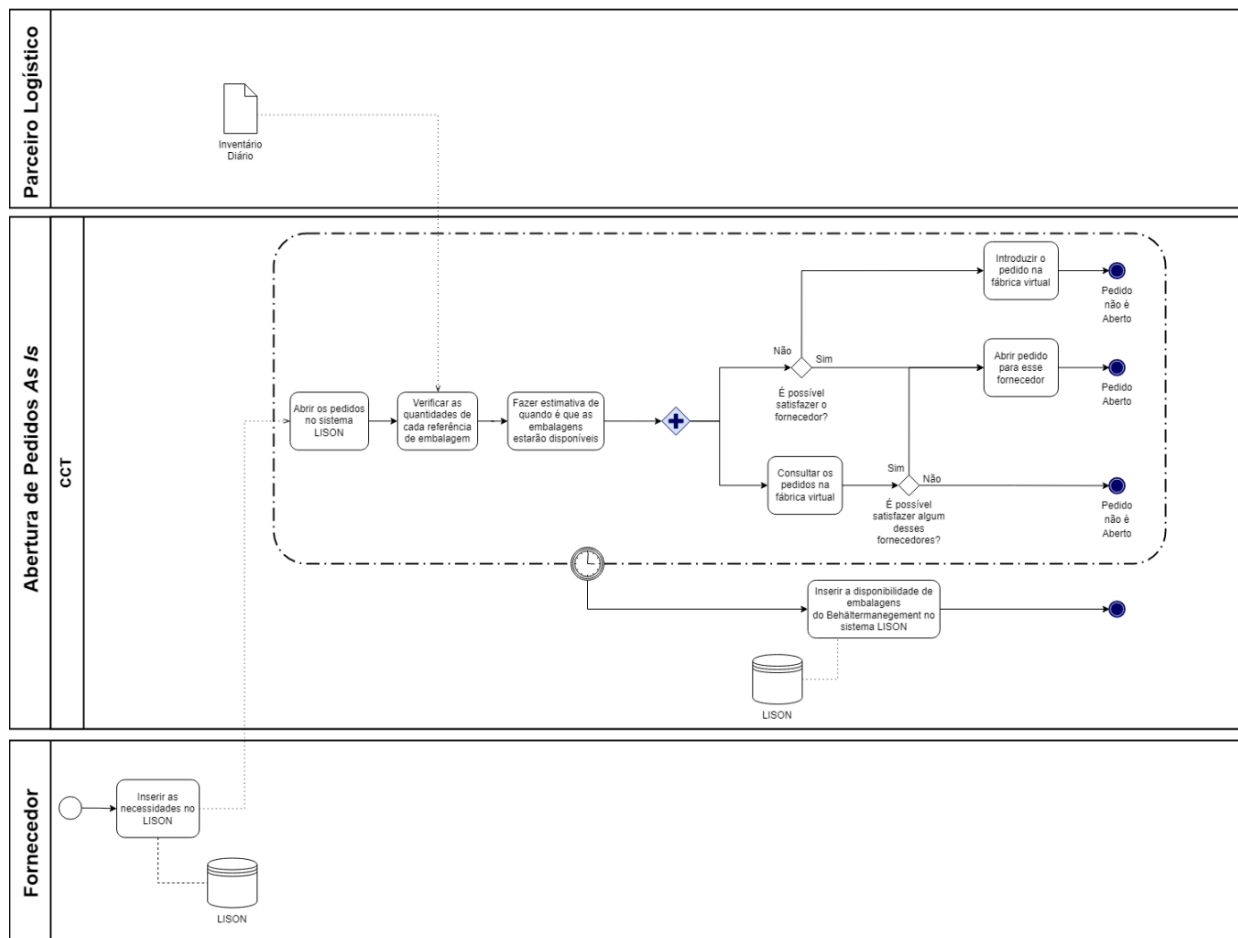 Parceiro Logístico
Inventário
Diário
Abertura de Pedidos As Is
CCT
Introduzir o
pedido na
fábrica virtual
Pedido
não é
Aberto
Não
Sim
É possível
satisfazer o
fornecedor?
Abrir pedido
para esse
fornecedor
Pedido
Aberto
Abrir os pedidos
no sistema
LISON
Verificar as
quantidades de
cada referência
de embalagem
Fazer estimativa de
quando é que as
embalagens
estarão disponíveis
Consultar os
pedidos na
fábrica virtual
Sim
Não
É possível
satisfazer algum
desses
fornecedores?
Pedido
não é
Aberto
Inserir a disponibilidade de
embalagens
do Behältermanegement no
sistema LISON
LISON
Fornecedor
Inserir as
necessidades no
LISON
LISON